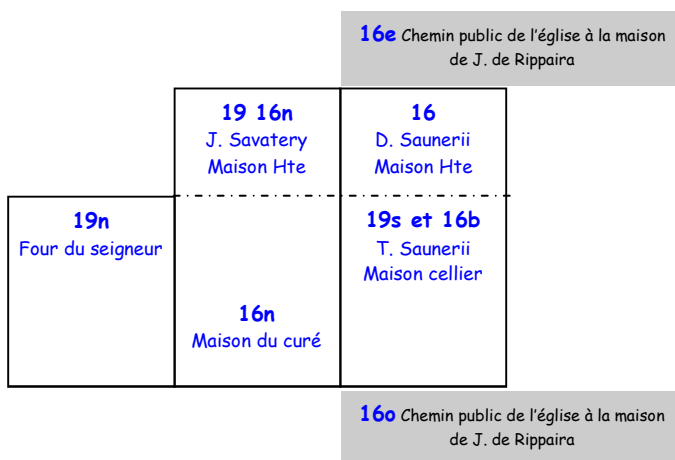 16e Chemin public de l'église à la maison
de J. de Rippaira
19 16n
J. Savatery
Maison Hte
16
D. Saunerii
Maison Hte
19n
Four du seigneur
19s et 16b
T. Saunerii
Maison cellier
16n
Maison du curé
16o Chemin public de l'église à la maison
de J. de Rippaira